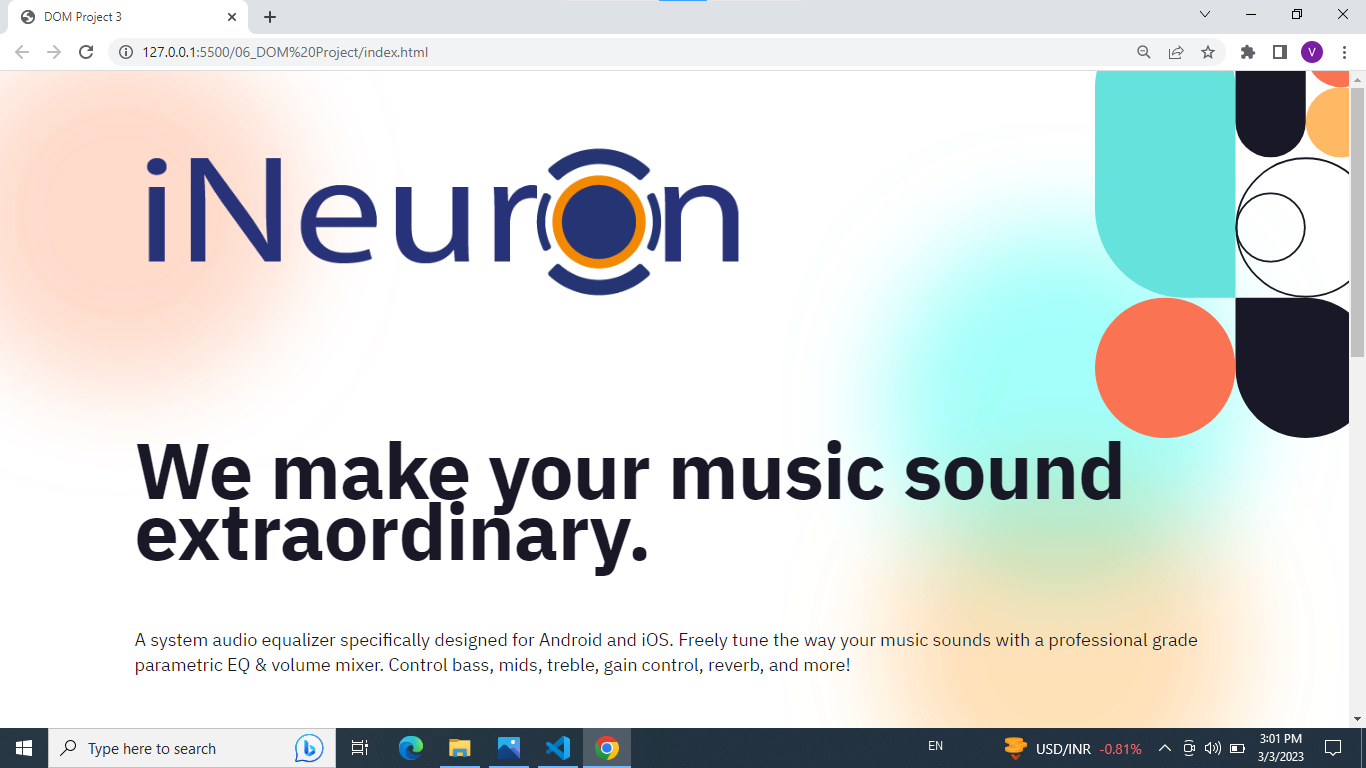 DOM Project 3
127.0.0.1:5500/06_DOM%20Project/index.html
V
iNeuron
We make your music sound
extraordinary.
A system audio equalizer specifically designed for Android and iOS. Freely tune the way your music sounds with a professional grade
parametric EQ & volume mixer. Control bass, mids, treble, gain control, reverb, and more!
Type here to search
EN
USD/INR -0.81%
3:01 PM
3/3/2023